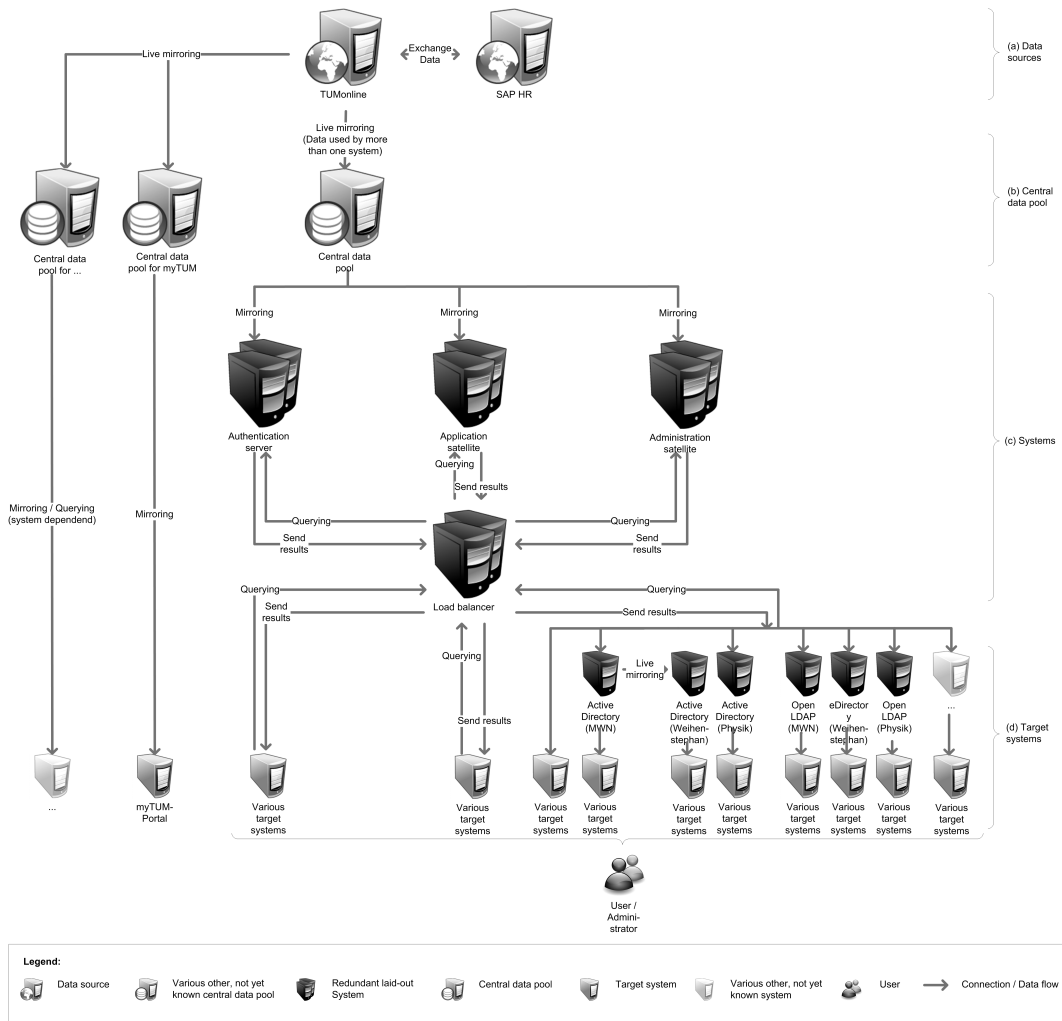 Live mirroring
Exchange
Data
TUMonline
SAP HR
(a) Data
sources
Live mirroring
(Data used by more
than one system)
(b) Central
data pool
Central data
pool for ...
Central data
pool for myTUM
Central data
pool
Mirroring
Mirroring
Mirroring
Authentication
server
Application
satellite
Administration
satellite
(c) Systems
Querying
Send results
Mirroring / Querying
(system dependend)
Mirroring
Querying
Querying
Send
results
Send
results
Querying
Querying
Load balancer
Send
results
Send results
Querying
Live
mirroring
Active
Directory
(MWN)
Active
Directory
(Weihen-
stephan)
Active
Directory
(Physik)
Open
LDAP
(MWN)
eDirector
y
(Weihen-
stephan)
Open
LDAP
(Physik)
...
Send results
(d) Target
systems
...
myTUM-
Portal
Various
target
systems
Various
target
systems
Various
target
systems
Various
target
systems
Various
target
systems
Various
target
systems
Various
target
systems
Various
target
systems
Various
target
systems
Various
target
systems
User /
Admini-
strator
Legend:
Data source
Various other, not yet
known central data pool
Redundant laid-out
System
Central data pool
Target system
Various other, not yet
known system
User
Connection / Data flow